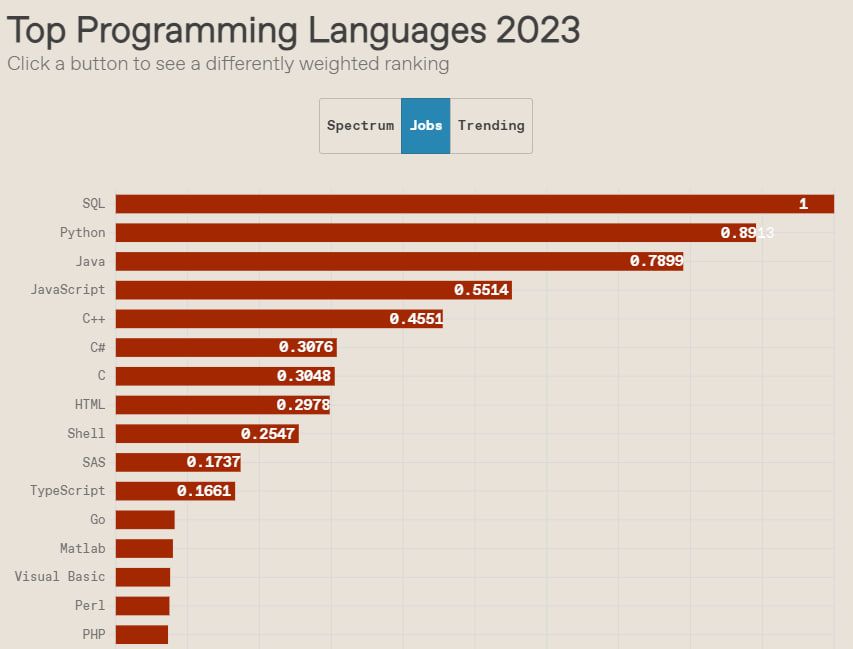 Top Programming Languages 2023
Click a button to see a differently weighted ranking
Spectrum Jobs Trending
SQL 1
Python 0.8913
Java 0.7899
JavaScript 0.5514
C++ 0.4551
C# 0.3076
C 0.3048
HTML 0.2978
Shell 0.2547
SAS 0.1737
TypeScript 0.1661
Go
Matlab
Visual Basic
Perl
PHP